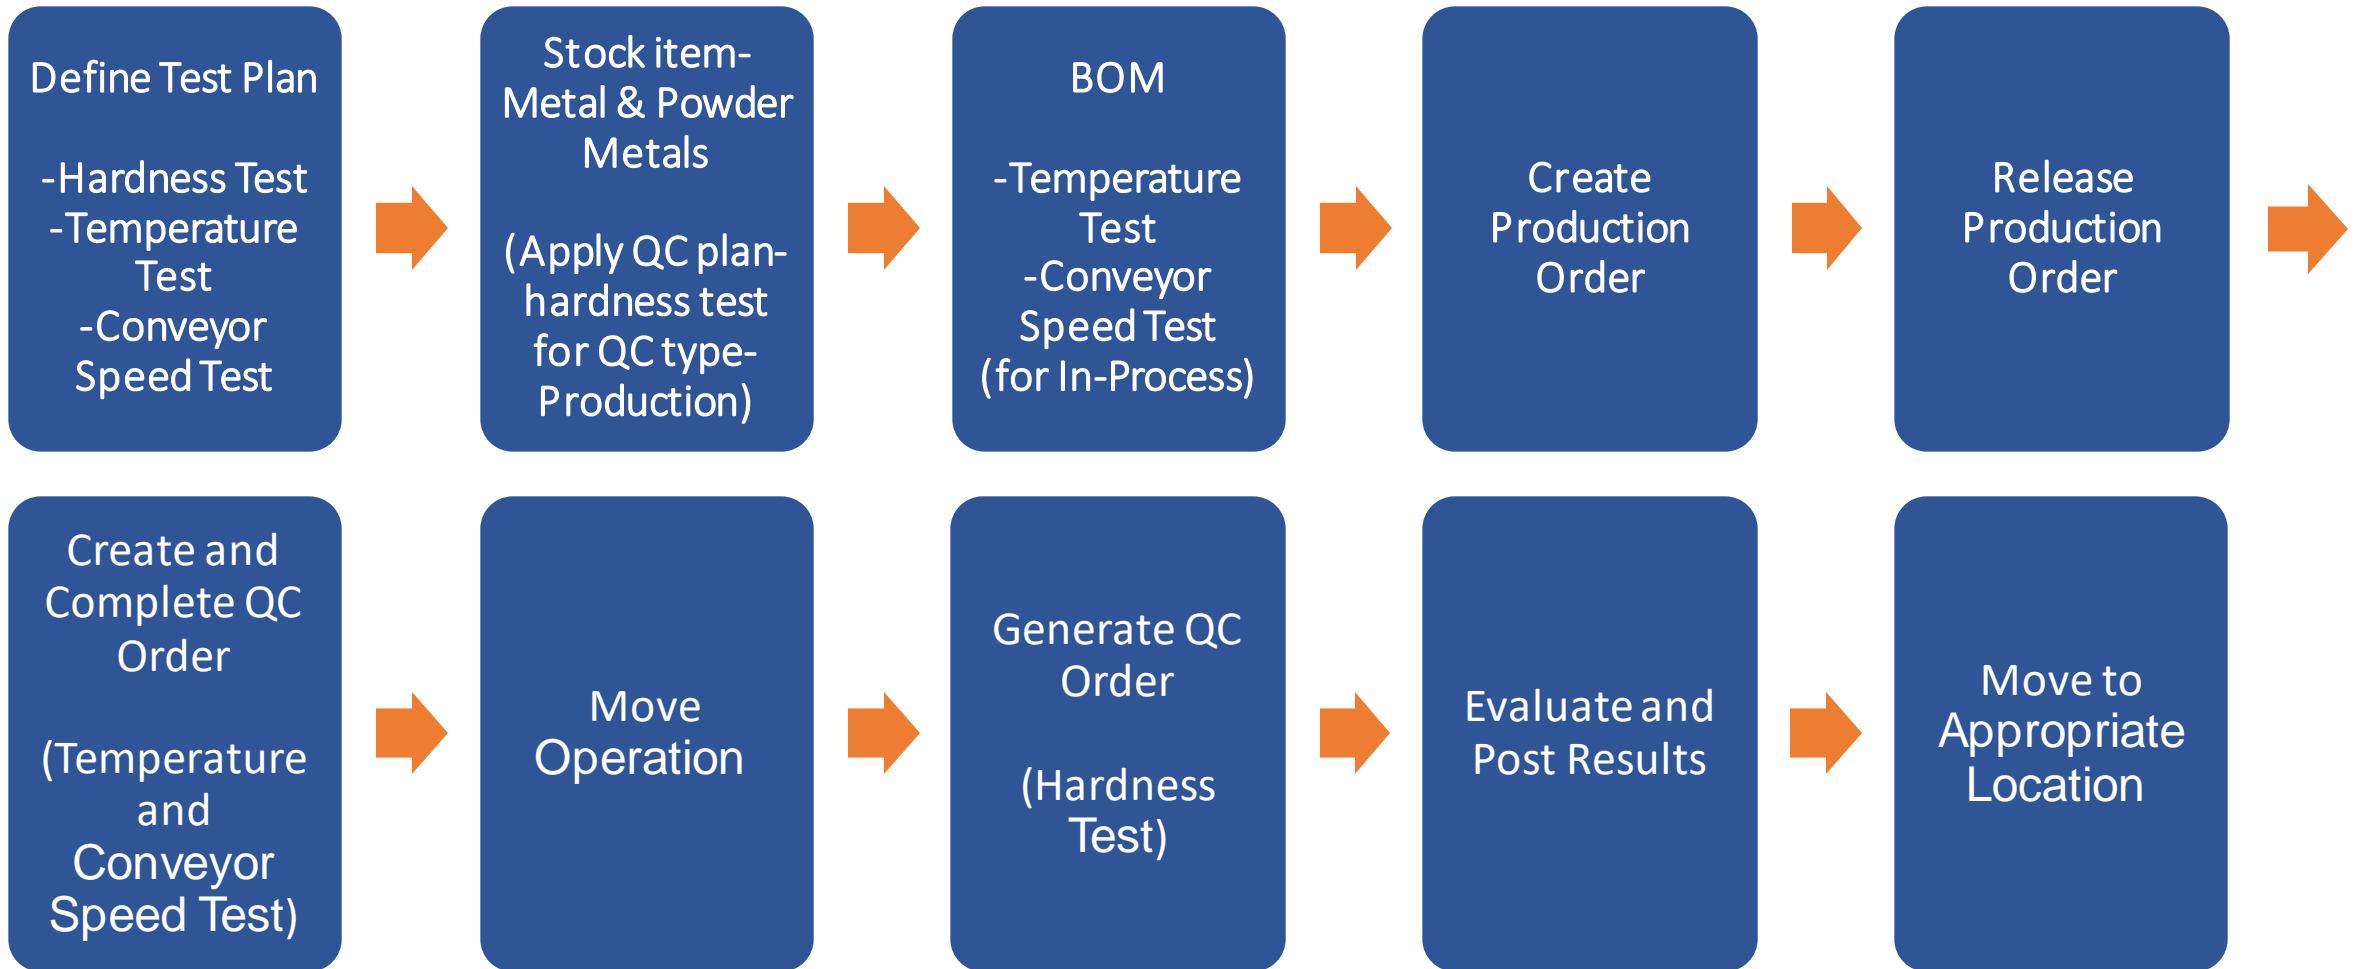 Define Test Plan
-Hardness Test
-Temperature
Test
-Conveyor
Speed Test
Stock item-
Metal & Powder
Metals
(Apply QC plan-
hardness test
for QC type-
Production)
BOM
-Temperature
Test
-Conveyor
Speed Test
(for In-Process)
Create
Production
Order
Release
Production
Order
Create and
Complete QC
Order
(Temperature
and
Conveyor
Speed Test)
Move
Operation
Generate QC
Order
(Hardness
Test)
Evaluate and
Post Results
Move to
Appropriate
Location